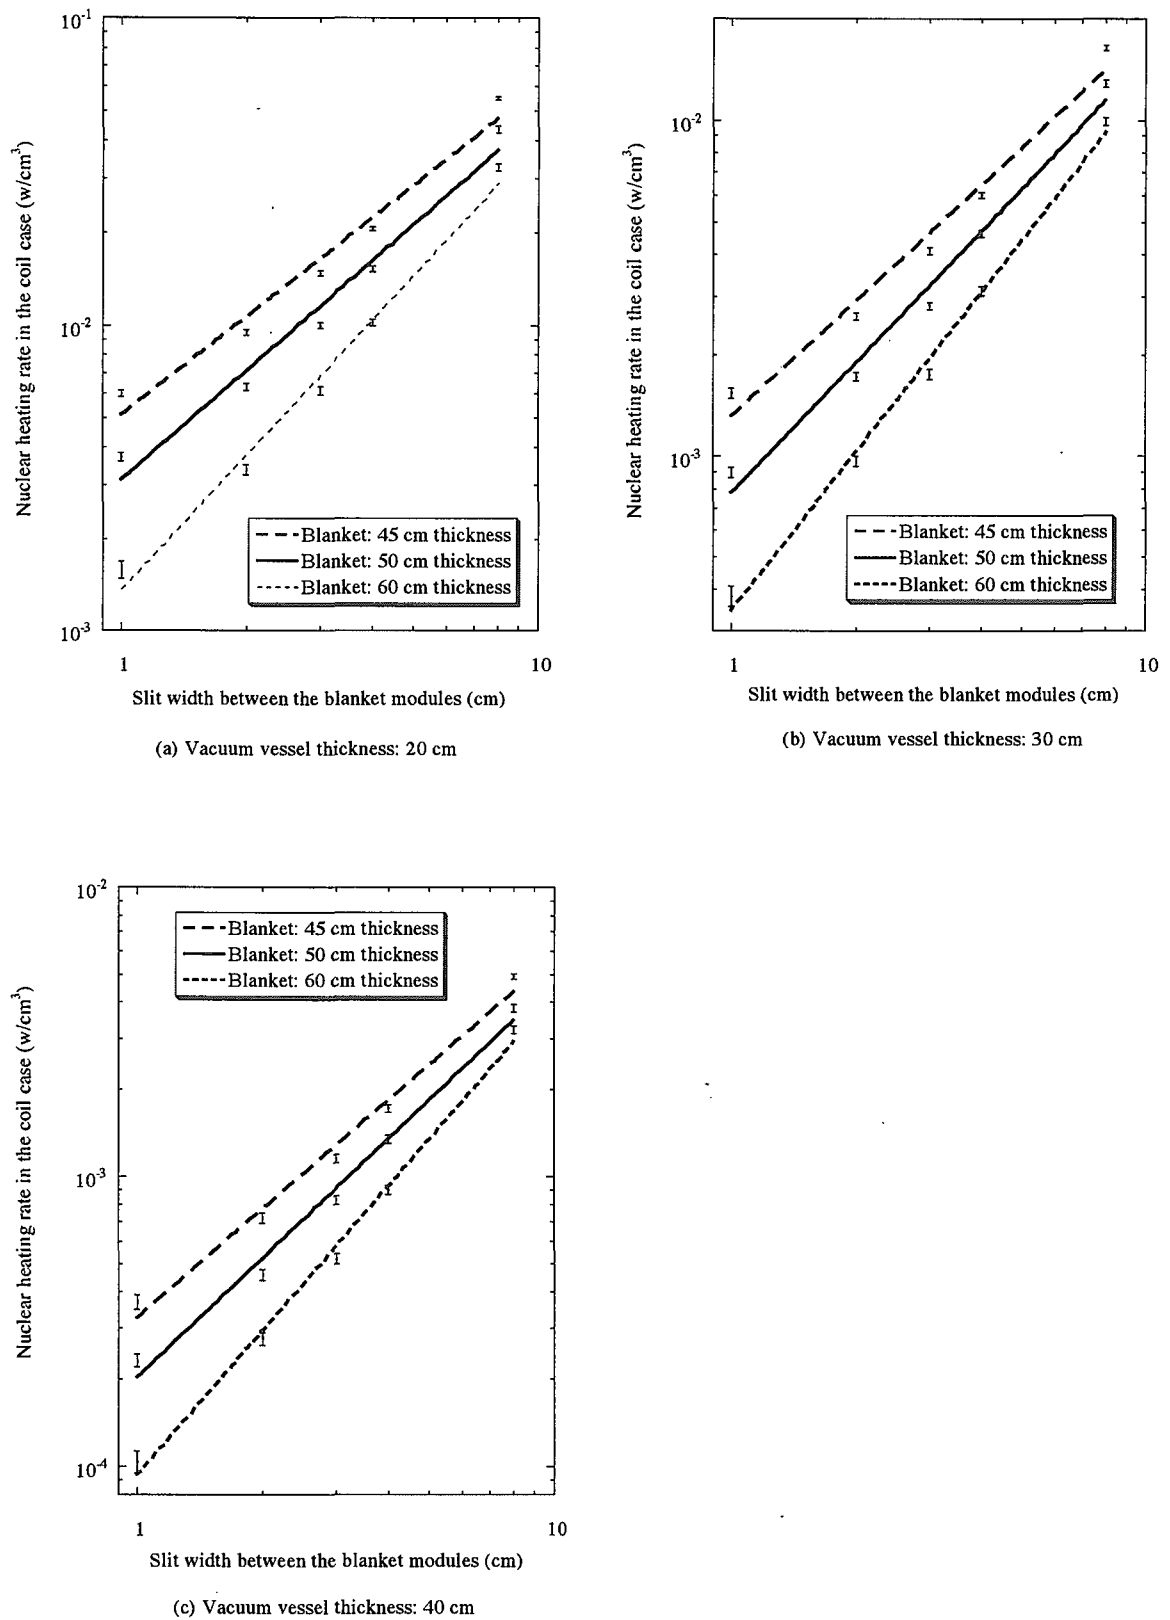 Nuclear heating rate in the coil case (w/cm³)
10⁻¹
10⁻²
10⁻³
Blanket: 45 cm thickness
Blanket: 50 cm thickness
Blanket: 60 cm thickness
1
10
Slit width between the blanket modules (cm)
(a) Vacuum vessel thickness: 20 cm
Nuclear heating rate in the coil case (w/cm³)
10⁻²
10⁻³
Blanket: 45 cm thickness
Blanket: 50 cm thickness
Blanket: 60 cm thickness
1
10
Slit width between the blanket modules (cm)
(b) Vacuum vessel thickness: 30 cm
Nuclear heating rate in the coil case (w/cm³)
10⁻²
Blanket: 45 cm thickness
Blanket: 50 cm thickness
Blanket: 60 cm thickness
10⁻³
10⁻⁴
1
10
Slit width between the blanket modules (cm)
(c) Vacuum vessel thickness: 40 cm